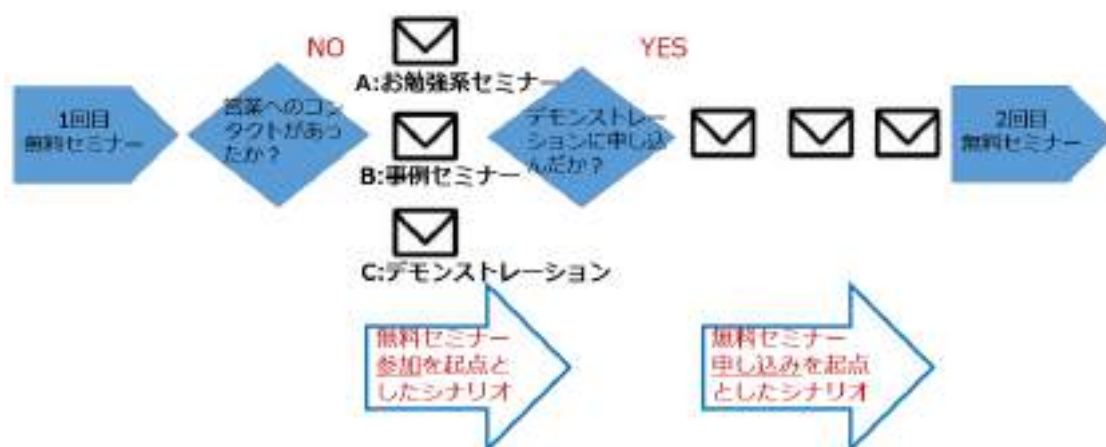 NO
YES
A:お勉強系セミナー
1回目
無料セミナー
営業へのコン
タクトがあっ
たか？
デモンストレー
ションに申し込
んだか？
2回目
無料セミナー
B:事例セミナー
C:デモンストレーション
無料セミナー
参加を起点と
したシナリオ
無料セミナー
申し込みを起点
としたシナリオ